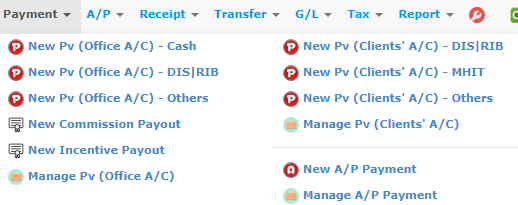 Payment A/P Receipt Transfer G/L Tax Report
New Pv (Office A/C) - Cash
New Pv (Office A/C) - DIS|RIB
New Pv (Office A/C) - Others
New Commission Payout
New Incentive Payout
Manage Pv (Office A/C)
New Pv (Clients' A/C) - DIS|RIB
New Pv (Clients' A/C) - MHIT
New Pv (Clients' A/C) - Others
Manage Pv (Clients' A/C)
New A/P Payment
Manage A/P Payment